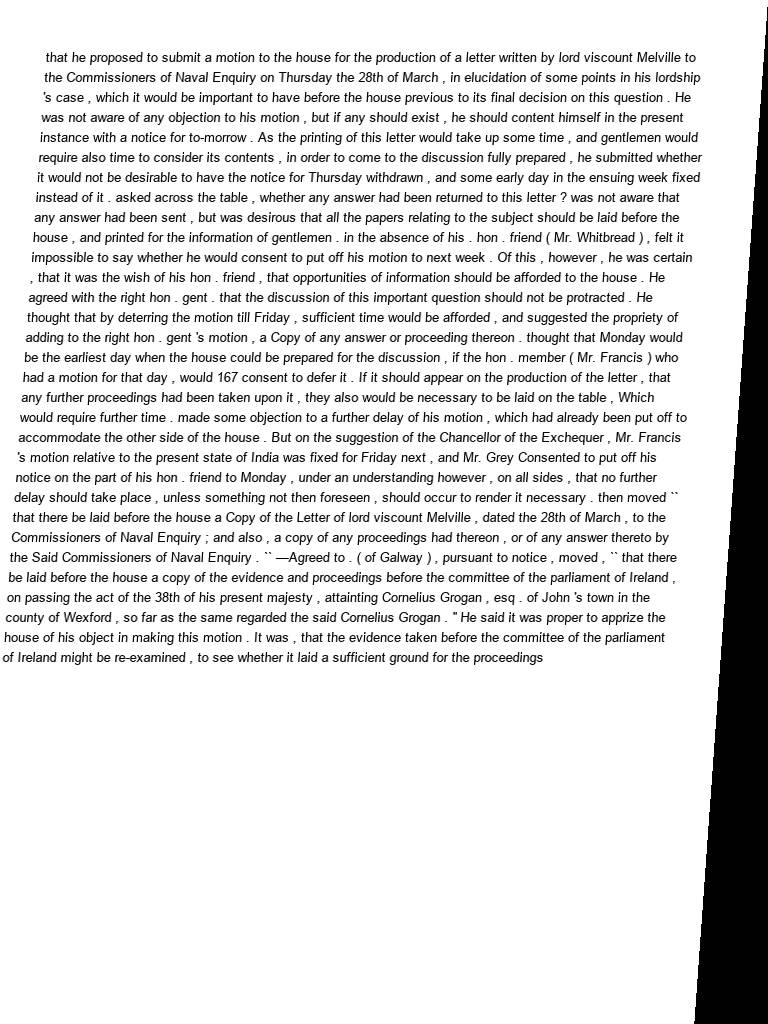 that he proposed to submit a motion to the house for the production of a letter written by lord viscount Melville to
the Commissioners of Naval Enquiry on Thursday the 28th of March , in elucidation of some points in his lordship
's case , which it would be important to have before the house previous to its final decision on this question . He
was not aware of any objection to his motion , but if any should exist , he should content himself in the present
instance with a notice for to-morrow . As the printing of this letter would take up some time , and gentlemen would
require also time to consider its contents , in order to come to the discussion fully prepared , he submitted whether
it would not be desirable to have the notice for Thursday withdrawn , and some early day in the ensuing week fixed
instead of it . asked across the table , whether any answer had been returned to this letter ? was not aware that
any answer had been sent , but was desirous that all the papers relating to the subject should be laid before the
house , and printed for the information of gentlemen . in the absence of his . hon . friend ( Mr. Whitbread ) , felt it
impossible to say whether he would consent to put off his motion to next week . Of this , however , he was certain
, that it was the wish of his hon . friend , that opportunities of information should be afforded to the house . He
agreed with the right hon . gent . that the discussion of this important question should not be protracted . He
thought that by deterring the motion till Friday , sufficient time would be afforded , and suggested the propriety of
adding to the right hon . gent 's motion , a Copy of any answer or proceeding thereon . thought that Monday would
be the earliest day when the house could be prepared for the discussion , if the hon . member ( Mr. Francis ) who
had a motion for that day , would 167 consent to defer it . If it should appear on the production of the letter , that
any further proceedings had been taken upon it , they also would be necessary to be laid on the table , Which
would require further time . made some objection to a further delay of his motion , which had already been put off to
accommodate the other side of the house . But on the suggestion of the Chancellor of the Exchequer , Mr. Francis
's motion relative to the present state of India was fixed for Friday next , and Mr. Grey Consented to put off his
notice on the part of his hon . friend to Monday , under an understanding however , on all sides , that no further
delay should take place , unless something not then foreseen , should occur to render it necessary . then moved ``
that there be laid before the house a Copy of the Letter of lord viscount Melville , dated the 28th of March , to the
Commissioners of Naval Enquiry ; and also , a copy of any proceedings had thereon , or of any answer thereto by
the Said Commissioners of Naval Enquiry . `` —Agreed to . ( of Galway ) , pursuant to notice , moved , `` that there
be laid before the house a copy of the evidence and proceedings before the committee of the parliament of Ireland ,
on passing the act of the 38th of his present majesty , attainting Cornelius Grogan , esq . of John 's town in the
county of Wexford , so far as the same regarded the said Cornelius Grogan . " He said it was proper to apprize the
house of his object in making this motion . It was , that the evidence taken before the committee of the parliament
of Ireland might be re-examined , to see whether it laid a sufficient ground for the proceedings